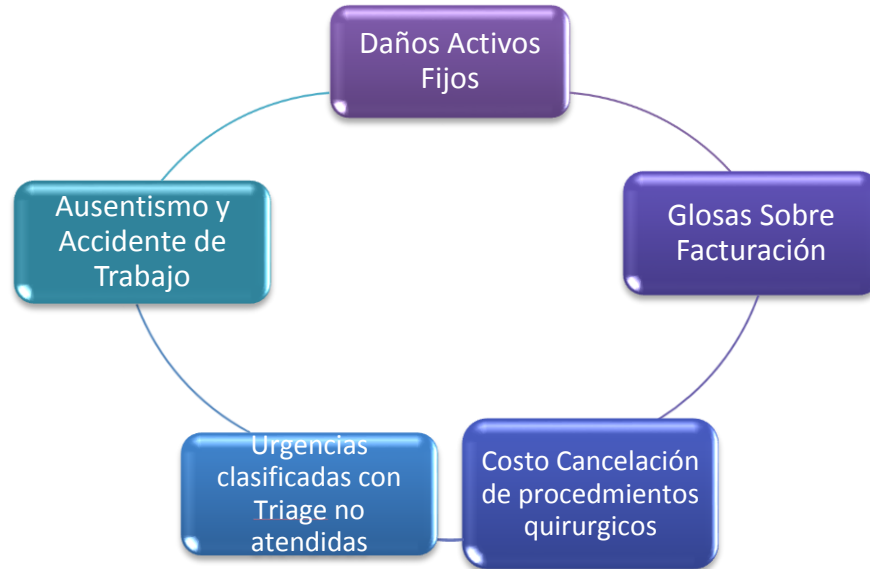 Daños Activos
Fijos
Glosas Sobre
Facturación
Costo Cancelación
de procedmientos
quirurgicos
Urgencias
clasificadas con
Triage no
atendidas
Ausentismo y
Accidente de
Trabajo